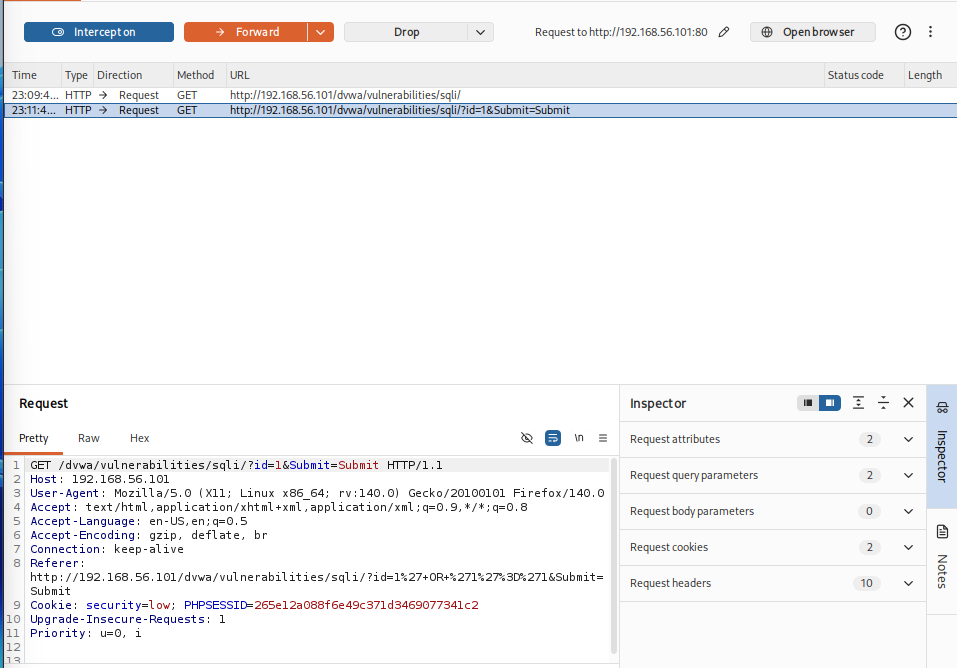 Intercept on
Forward
Drop
Request to http://192.168.56.101:80
Open browser
Time Type Direction Method URL Status code Length
23:09:4... HTTP → Request GET http://192.168.56.101/dvwa/vulnerabilities/sqli/
23:11:4... HTTP → Request GET http://192.168.56.101/dvwa/vulnerabilities/sqli/?id=1&Submit=Submit
Request
Pretty Raw Hex
\n
1 GET /dvwa/vulnerabilities/sqli/?id=1&Submit=Submit HTTP/1.1
2 Host: 192.168.56.101
3 User-Agent: Mozilla/5.0 (X11; Linux x86_64; rv:140.0) Gecko/20100101 Firefox/140.0
4 Accept: text/html,application/xhtml+xml,application/xml;q=0.9,*/*;q=0.8
5 Accept-Language: en-US,en;q=0.5
6 Accept-Encoding: gzip, deflate, br
7 Connection: keep-alive
8 Referer:
http://192.168.56.101/dvwa/vulnerabilities/sqli/?id=1%27+OR+%271%27%3D%271&Submit=
Submit
9 Cookie: security=low; PHPSESSID=265e12a088f6e49c371d3469077341c2
10 Upgrade-Insecure-Requests: 1
11 Priority: u=0, i
12
13
Inspector
Request attributes 2
Request query parameters 2
Request body parameters 0
Request cookies 2
Request headers 10
Inspector
Notes